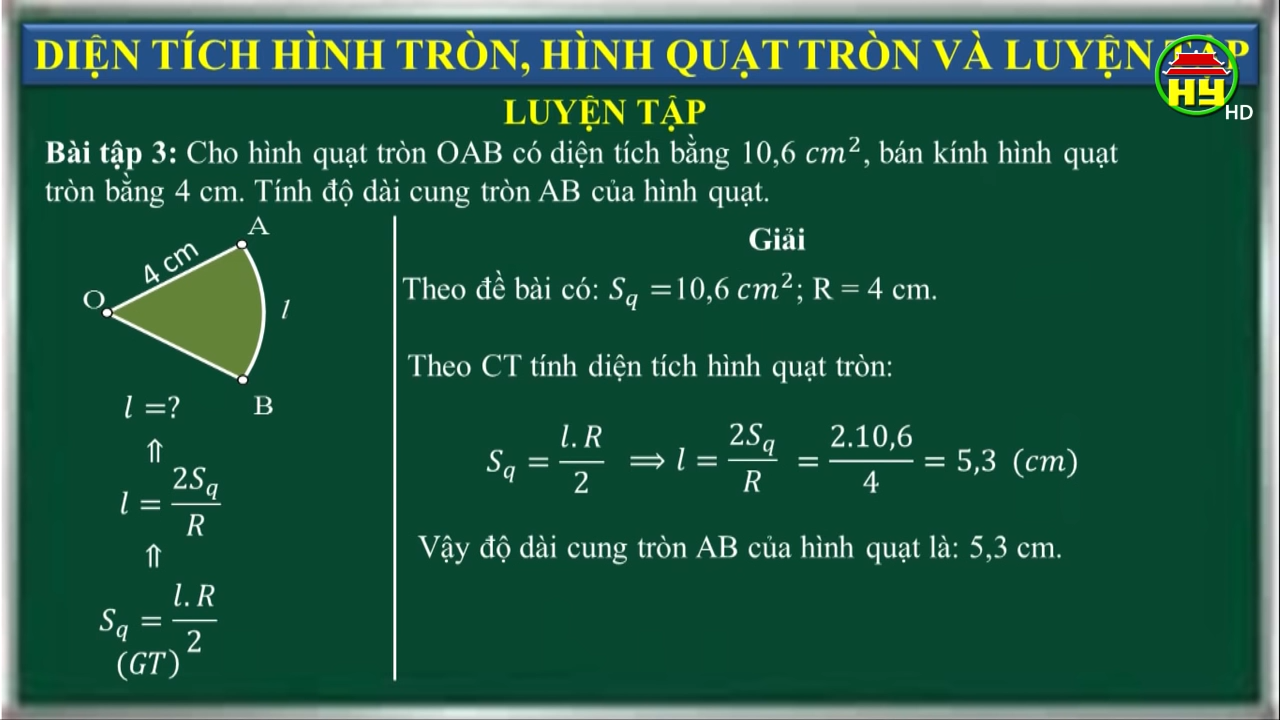 DIỆN TÍCH HÌNH TRÒN, HÌNH QUẠT TRÒN VÀ LUYỆN TẬP
HY
HD
LUYỆN TẬP
Bài tập 3: Cho hình quạt tròn OAB có diện tích bằng 10,6 cm², bán kính hình quạt
tròn bằng 4 cm. Tính độ dài cung tròn AB của hình quạt.
A
4 cm
O
l
B
l =?
⇑
l = 2S_q / R
⇑
S_q = l. R / 2
(GT)
Giải
Theo đề bài có: S_q =10,6 cm²; R = 4 cm.
Theo CT tính diện tích hình quạt tròn:
S_q = l. R / 2 ⟹ l = 2S_q / R = 2.10,6 / 4 = 5,3 (cm)
Vậy độ dài cung tròn AB của hình quạt là: 5,3 cm.